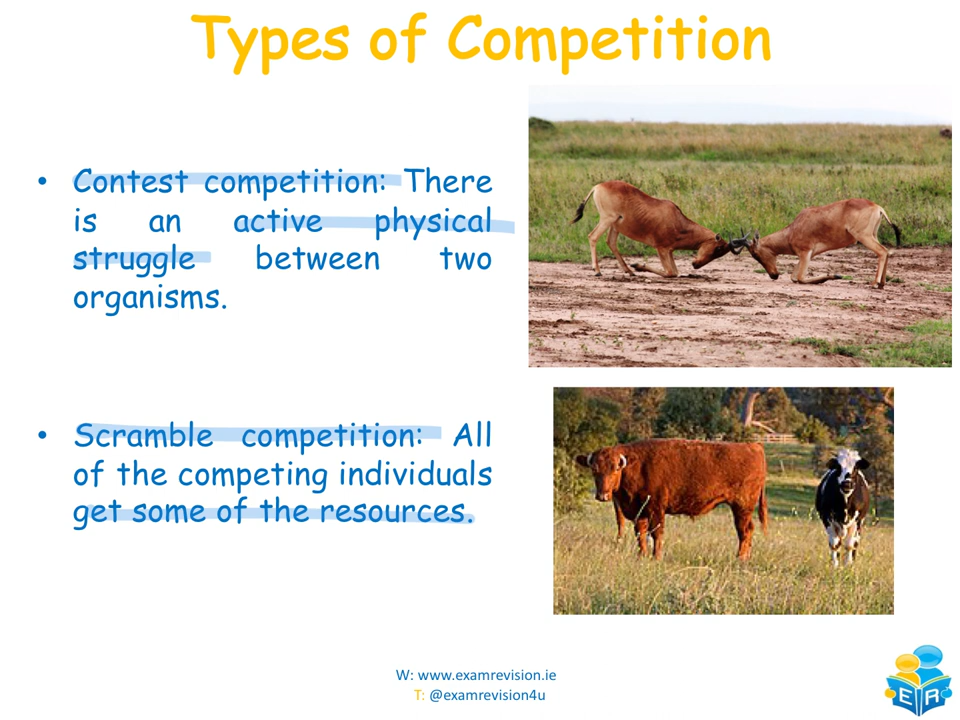 Types of Competition
• Contest competition: There
is an active physical
struggle between two
organisms.
• Scramble competition: All
of the competing individuals
get some of the resources.
W: www.examrevision.ie
T: @examrevision4u
E R